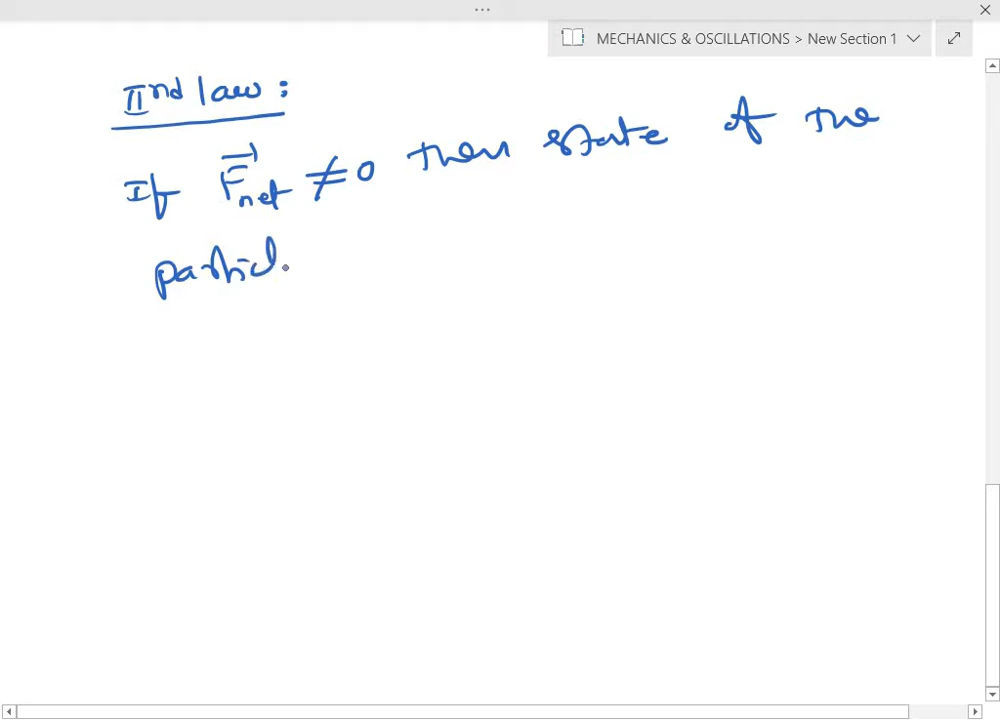 MECHANICS & OSCILLATIONS > New Section 1
IInd law:
If F⃗net ≠ 0 then state of the
particl